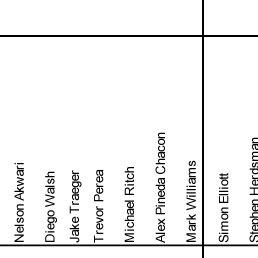 Nelson Akwari
Diego Walsh
Jake Traeger
Trevor Perea
Michael Ritch
Alex Pineda Chacon
Mark Williams
Simon Elliott
Stephen Herdsman